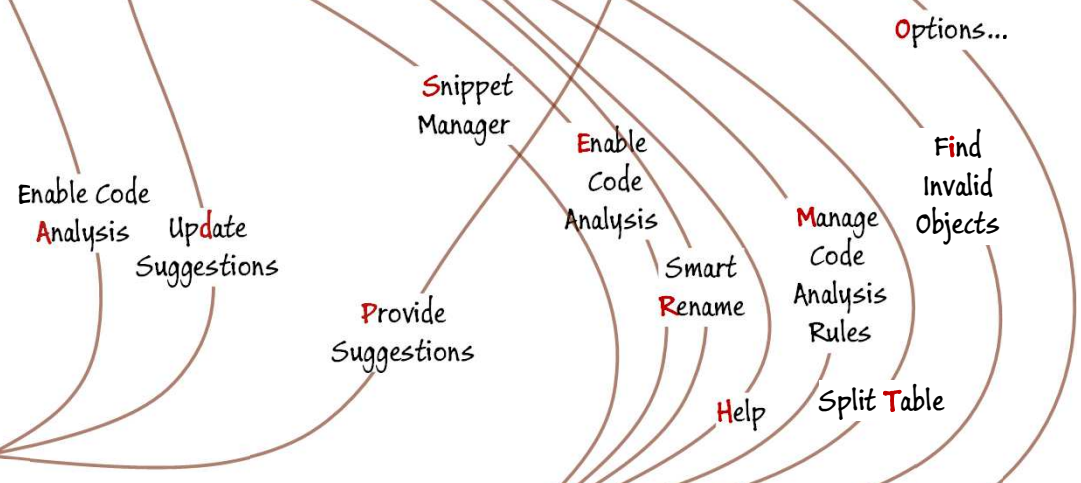 Options...
Snippet
Manager
Enable
Code
Analysis
Find
Invalid
Objects
Enable Code
Analysis
Update
Suggestions
Manage
Code
Analysis
Rules
Smart
Rename
Provide
Suggestions
Help
Split Table